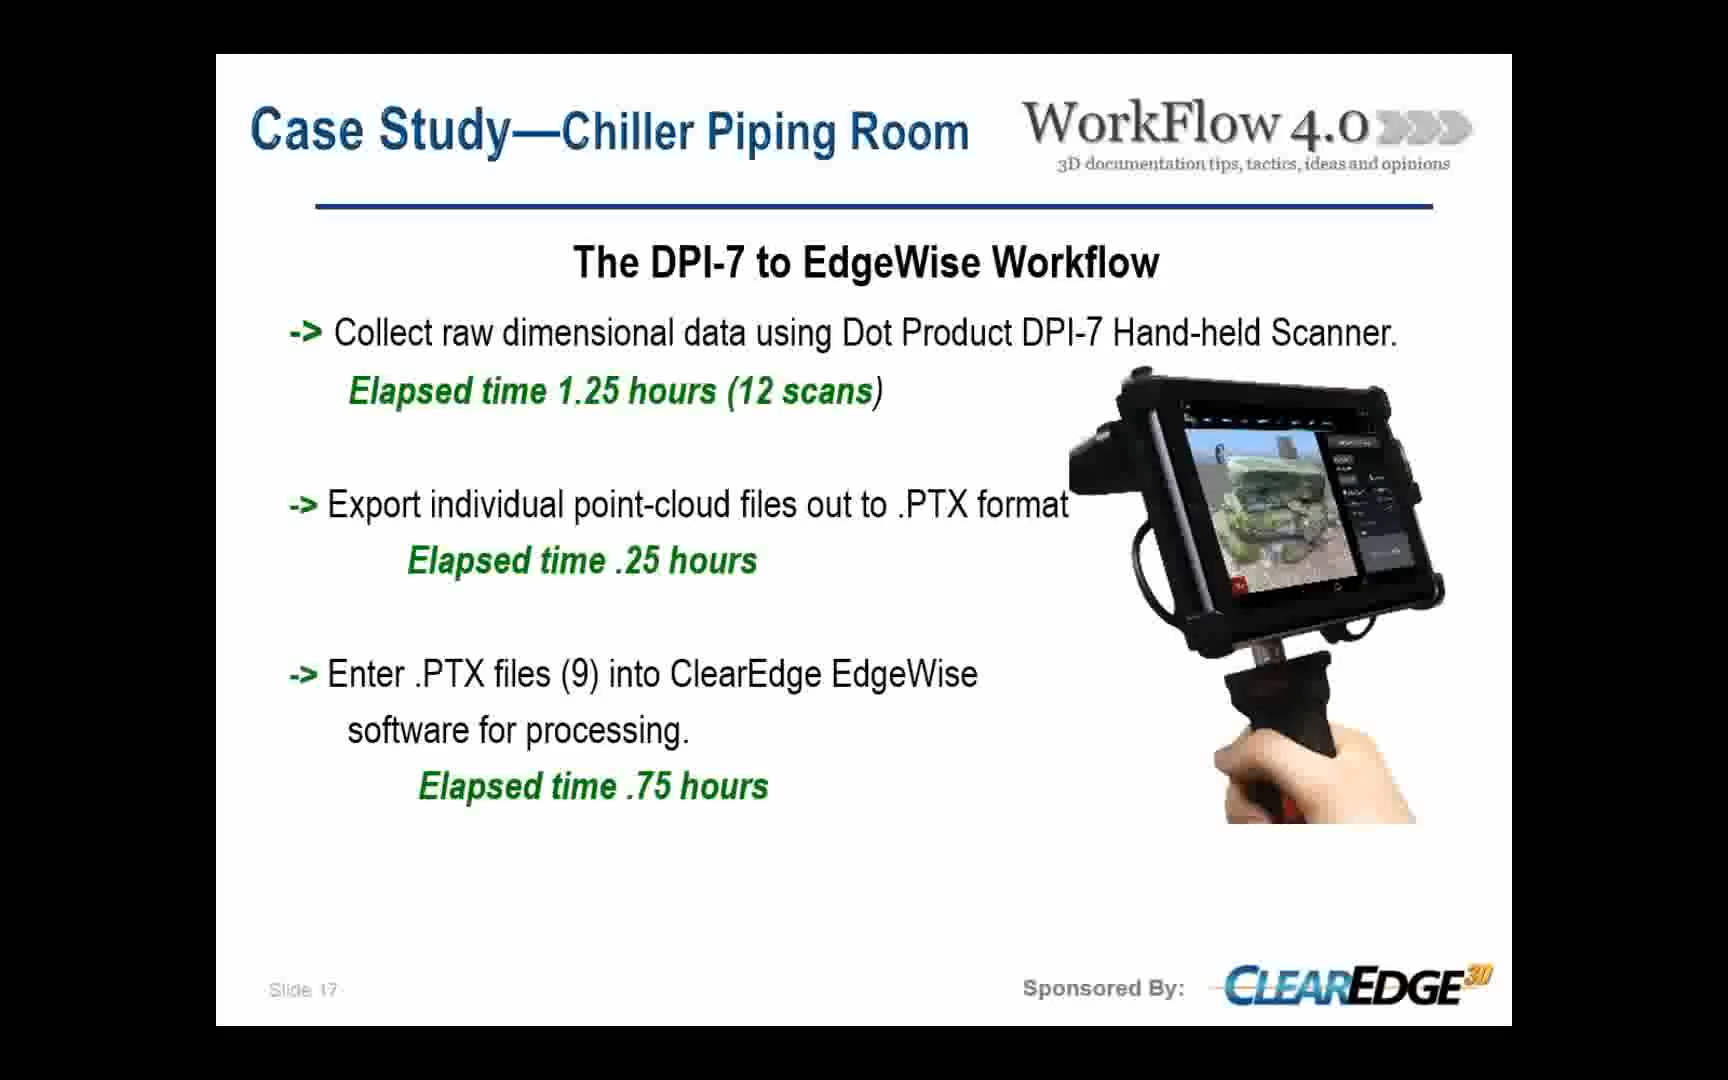 Case Study—Chiller Piping Room
WorkFlow 4.0
3D documentation tips, tactics, ideas and opinions
The DPI-7 to EdgeWise Workflow
-> Collect raw dimensional data using Dot Product DPI-7 Hand-held Scanner.
Elapsed time 1.25 hours (12 scans)
-> Export individual point-cloud files out to .PTX format
Elapsed time .25 hours
-> Enter .PTX files (9) into ClearEdge EdgeWise
software for processing.
Elapsed time .75 hours
Slide 17
Sponsored By:
CLEAREDGE 3D